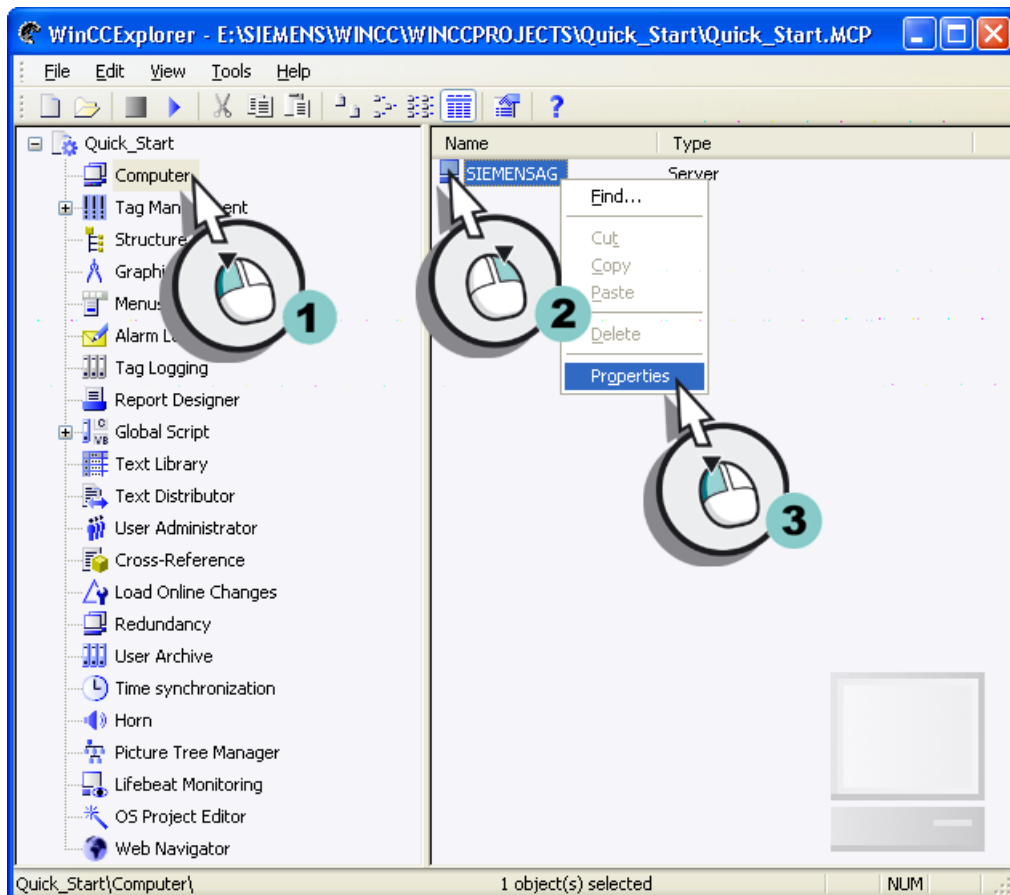 WinCCExplorer - E:\SIEMENS\WINCC\WINCCPROJECTS\Quick_Start\Quick_Start.MCP
File Edit View Tools Help
Quick_Start
Computer
Tag Man ent
Structure
Graphi
Menus
Alarm L
Tag Logging
Report Designer
Global Script
Text Library
Text Distributor
User Administrator
Cross-Reference
Load Online Changes
Redundancy
User Archive
Time synchronization
Horn
Picture Tree Manager
Lifebeat Monitoring
OS Project Editor
Web Navigator
Name Type
SIEMENSAG Server
Find...
Cut
Copy
Paste
Delete
Properties
1
2
3
Quick_Start\Computer\ 1 object(s) selected NUM